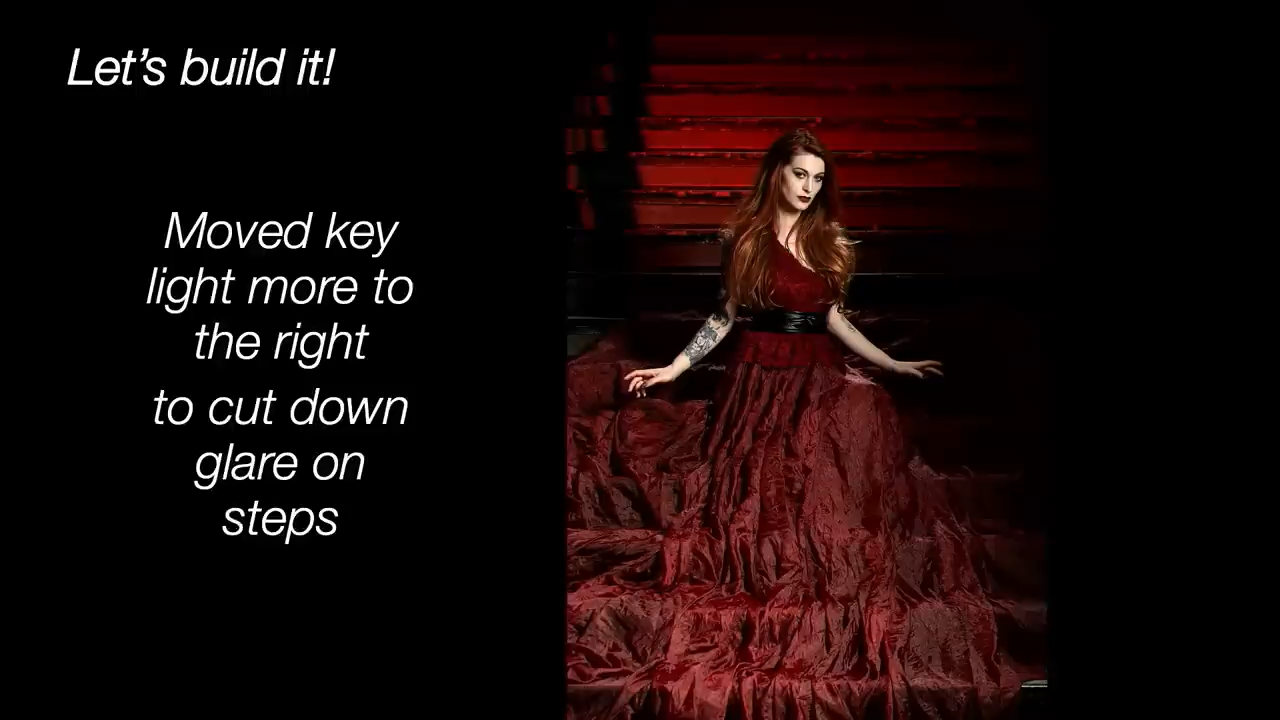 Let’s build it!
Moved key
light more to
the right
to cut down
glare on
steps